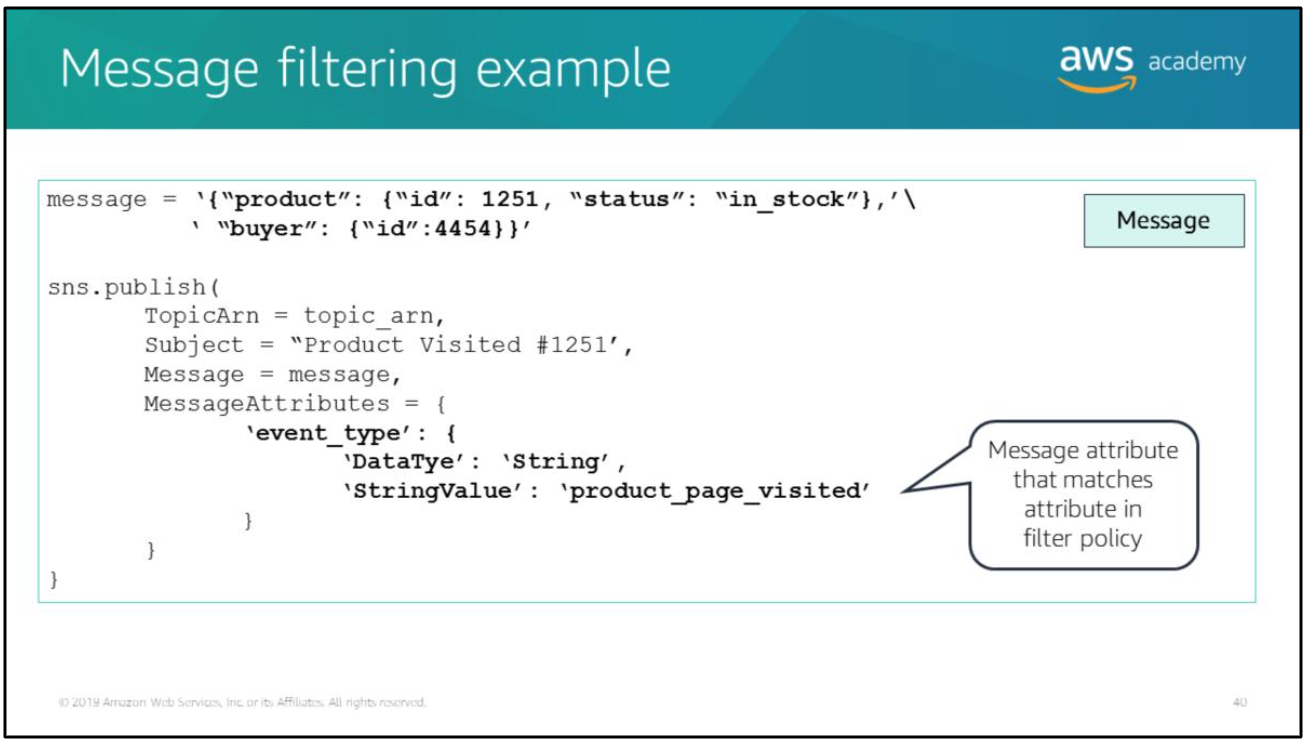 Message filtering example
aws academy
message = ‘{“product”: {“id”: 1251, “status”: “in_stock”},’\
‘ “buyer”: {“id”:4454}}’
Message
sns.publish(
TopicArn = topic_arn,
Subject = “Product Visited #1251’,
Message = message,
MessageAttributes = {
‘event_type’: {
‘DataTye’: ‘String’,
‘StringValue’: ‘product_page_visited’
}
}
}
Message attribute
that matches
attribute in
filter policy
© 2019 Amazon Web Services, Inc. or its Affiliates. All rights reserved.
40